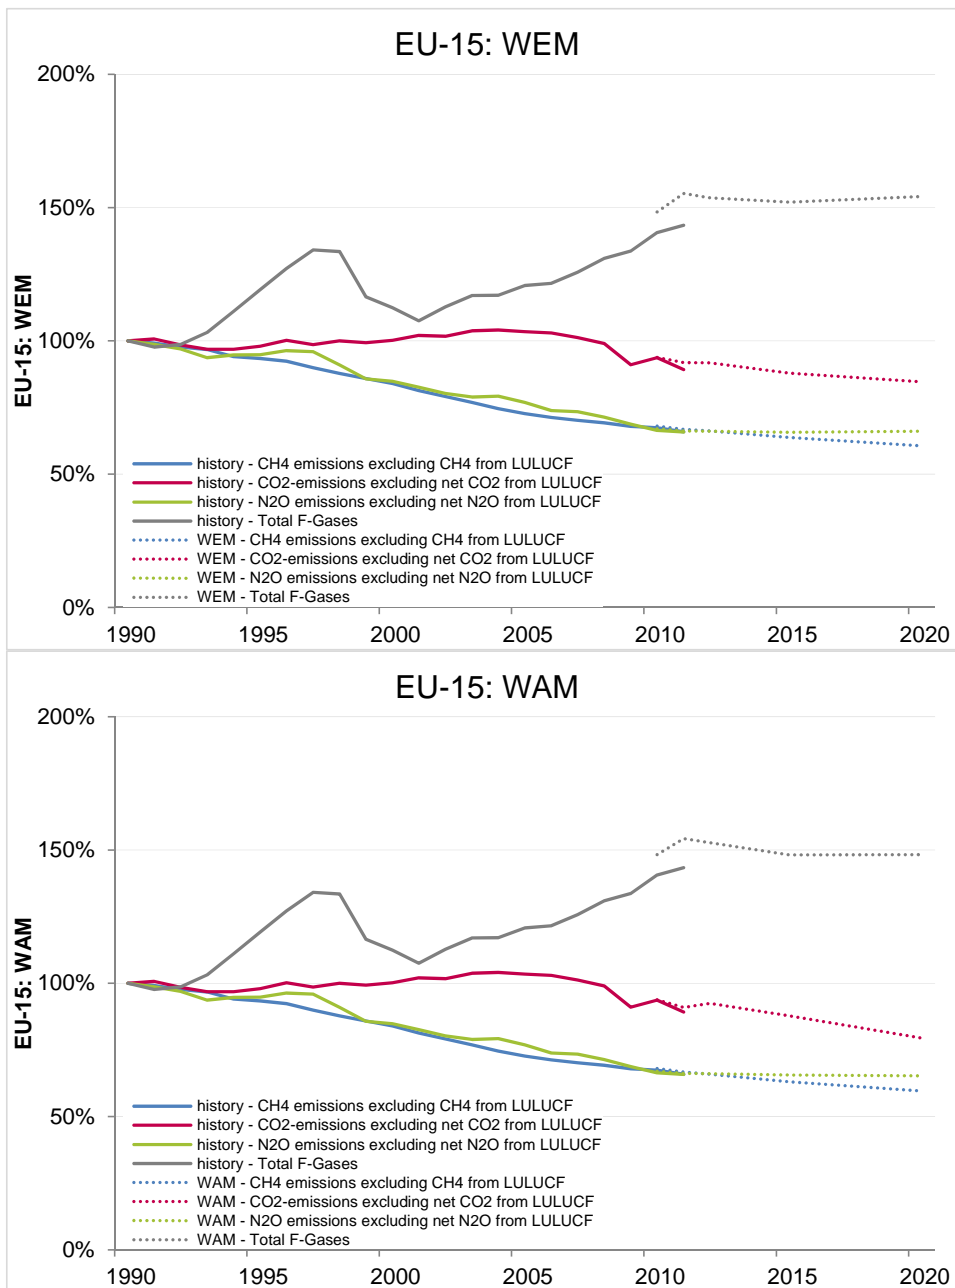 EU-15: WEM
200%
150%
100%
50%
0%
EU-15: WEM
history - CH4 emissions excluding CH4 from LULUCF
history - CO2-emissions excluding net CO2 from LULUCF
history - N2O emissions excluding net N2O from LULUCF
history - Total F-Gases
WEM - CH4 emissions excluding CH4 from LULUCF
WEM - CO2-emissions excluding net CO2 from LULUCF
WEM - N2O emissions excluding net N2O from LULUCF
WEM - Total F-Gases
1990 1995 2000 2005 2010 2015 2020
EU-15: WAM
200%
150%
100%
50%
0%
EU-15: WAM
history - CH4 emissions excluding CH4 from LULUCF
history - CO2-emissions excluding net CO2 from LULUCF
history - N2O emissions excluding net N2O from LULUCF
history - Total F-Gases
WAM - CH4 emissions excluding CH4 from LULUCF
WAM - CO2-emissions excluding net CO2 from LULUCF
WAM - N2O emissions excluding net N2O from LULUCF
WAM - Total F-Gases
1990 1995 2000 2005 2010 2015 2020